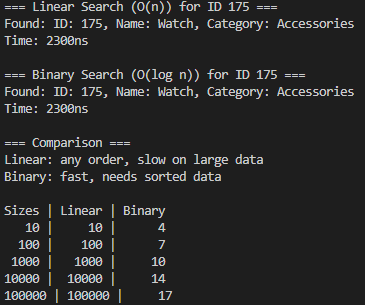 === Linear Search (O(n)) for ID 175 ===
Found: ID: 175, Name: Watch, Category: Accessories
Time: 2300ns

=== Binary Search (O(log n)) for ID 175 ===
Found: ID: 175, Name: Watch, Category: Accessories
Time: 2300ns

=== Comparison ===
Linear: any order, slow on large data
Binary: fast, needs sorted data

Sizes | Linear | Binary
   10 |     10 |      4
  100 |    100 |      7
 1000 |   1000 |     10
10000 |  10000 |     14
100000 | 100000 |     17